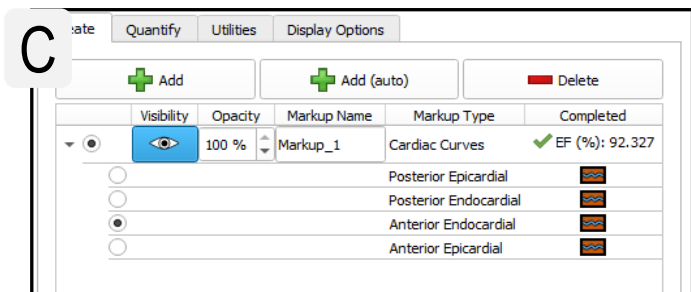 C
eate Quantify Utilities Display Options
Add Add (auto) Delete
Visibility Opacity Markup Name Markup Type Completed
100 % Markup_1 Cardiac Curves EF (%): 92.327
Posterior Epicardial
Posterior Endocardial
Anterior Endocardial
Anterior Epicardial